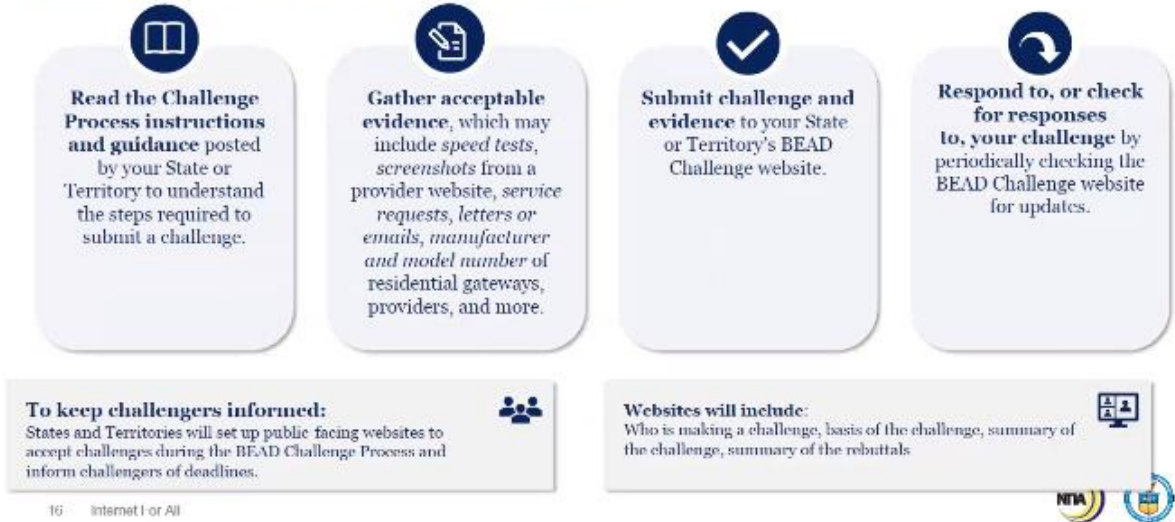 Read the Challenge
Process instructions
and guidance posted
by your State or
Territory to understand
the steps required to
submit a challenge.
Gather acceptable
evidence, which may
include speed tests,
screenshots from a
provider website, service
requests, letters or
emails, manufacturer
and model number of
residential gateways,
providers, and more.
Submit challenge and
evidence to your State
or Territory's BEAD
Challenge website.
Respond to, or check
for responses
to, your challenge by
periodically checking the
BEAD Challenge website
for updates.
To keep challengers informed:
States and Territories will set up public facing websites to
accept challenges during the BEAD Challenge Process and
inform challengers of deadlines.
Websites will include:
Who is making a challenge, basis of the challenge, summary of
the challenge, summary of the rebuttals
16 Internet For All
NTIA